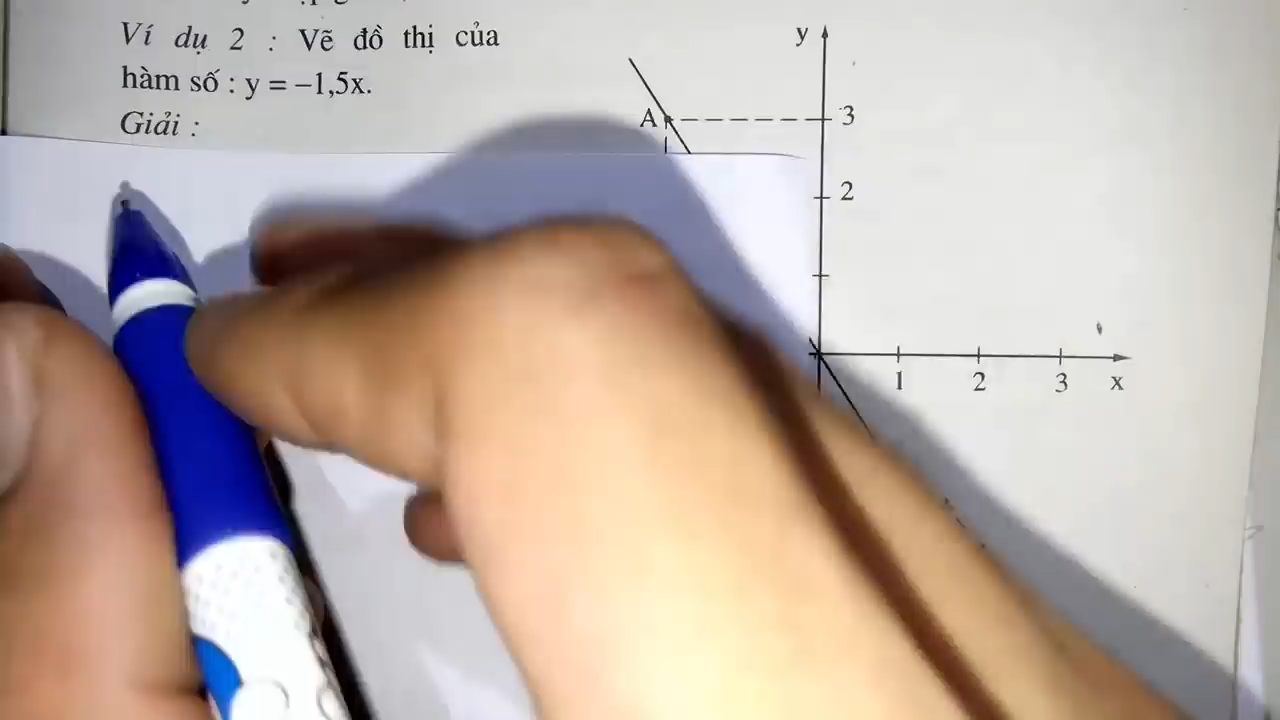 Ví dụ 2 : Vẽ đồ thị của
hàm số : y = –1,5x.
Giải :
y
A
3
2
1 2 3 x